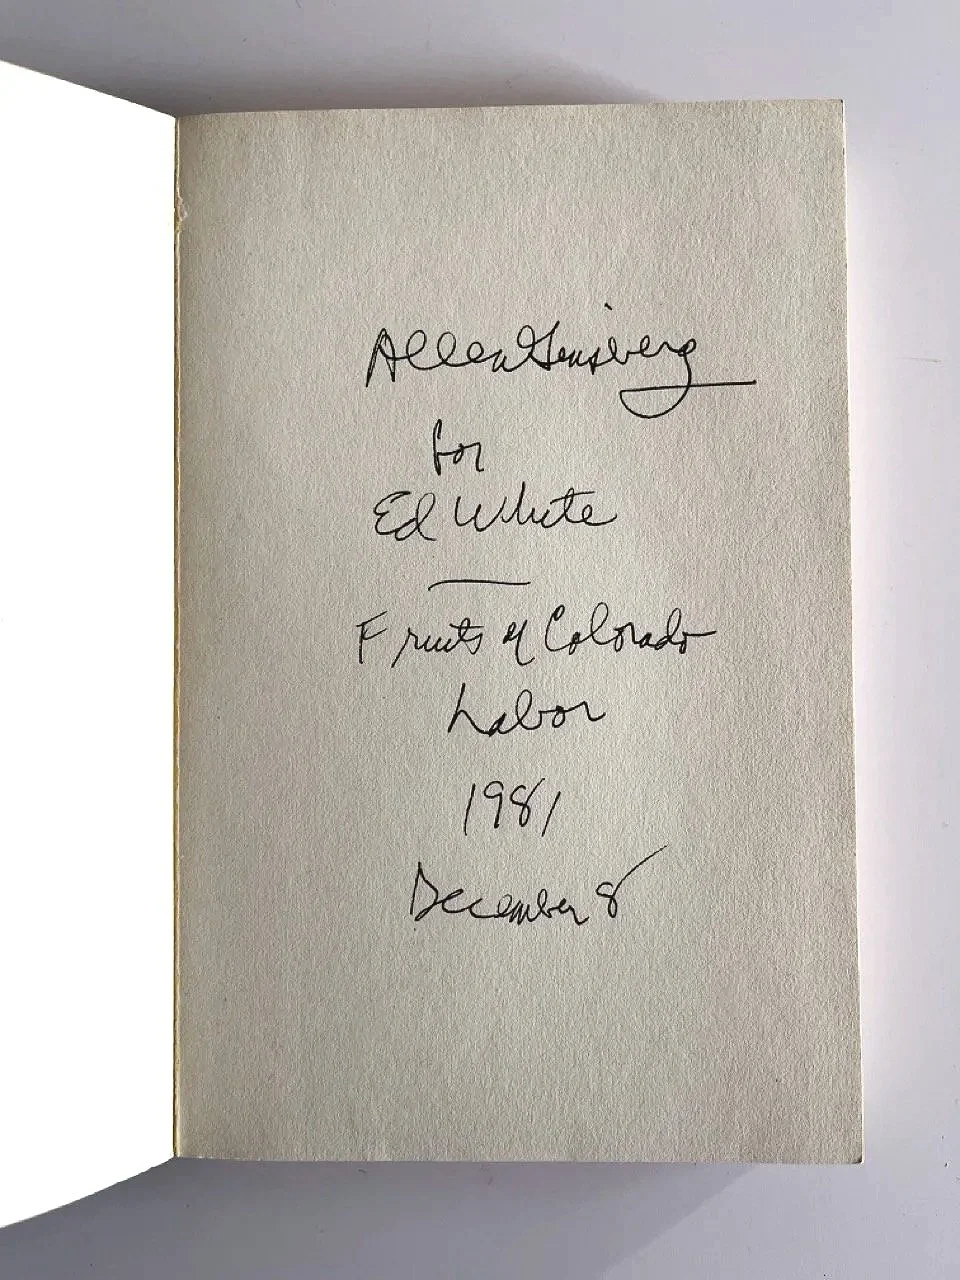 Allen Ginsberg
for
Ed White
Fruits of Colorado
Labor
1981
December 8